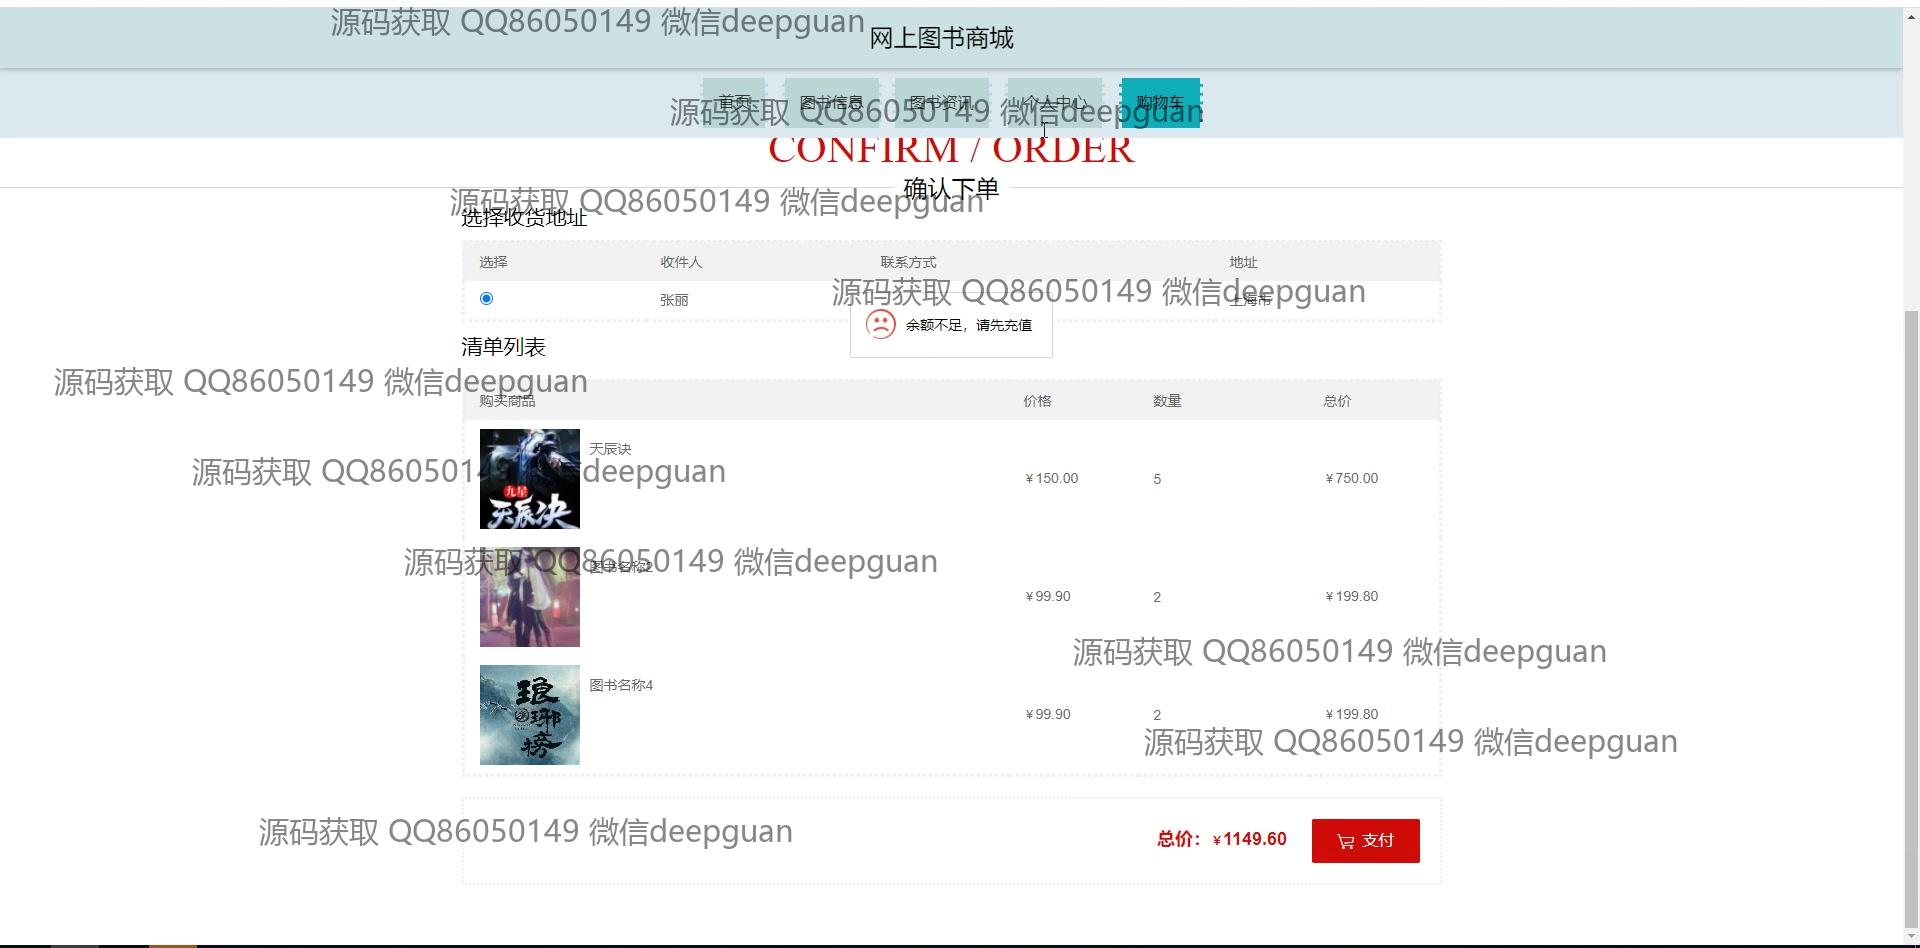 源码获取 QQ86050149 微信deepguan
网上图书商城
首页 图书信息 图书资讯 个人中心 购物车
源码获取 QQ86050149 微信deepguan
CONFIRM / ORDER
确认下单
源码获取 QQ86050149 微信deepguan
选择收货地址
选择 收件人 联系方式 地址
源码获取 QQ86050149 微信deepguan
张丽 上海市
余额不足，请先充值
清单列表
源码获取 QQ86050149 微信deepguan
购买商品 价格 数量 总价
天辰诀
源码获取 QQ86050149 微信deepguan
￥150.00 5 ￥750.00
九星
天辰决
源码获取 QQ86050149 微信deepguan
图书名称2
￥99.90 2 ￥199.80
源码获取 QQ86050149 微信deepguan
图书名称4
琅琊榜
￥99.90 2 ￥199.80
源码获取 QQ86050149 微信deepguan
源码获取 QQ86050149 微信deepguan
总价：￥1149.60 支付